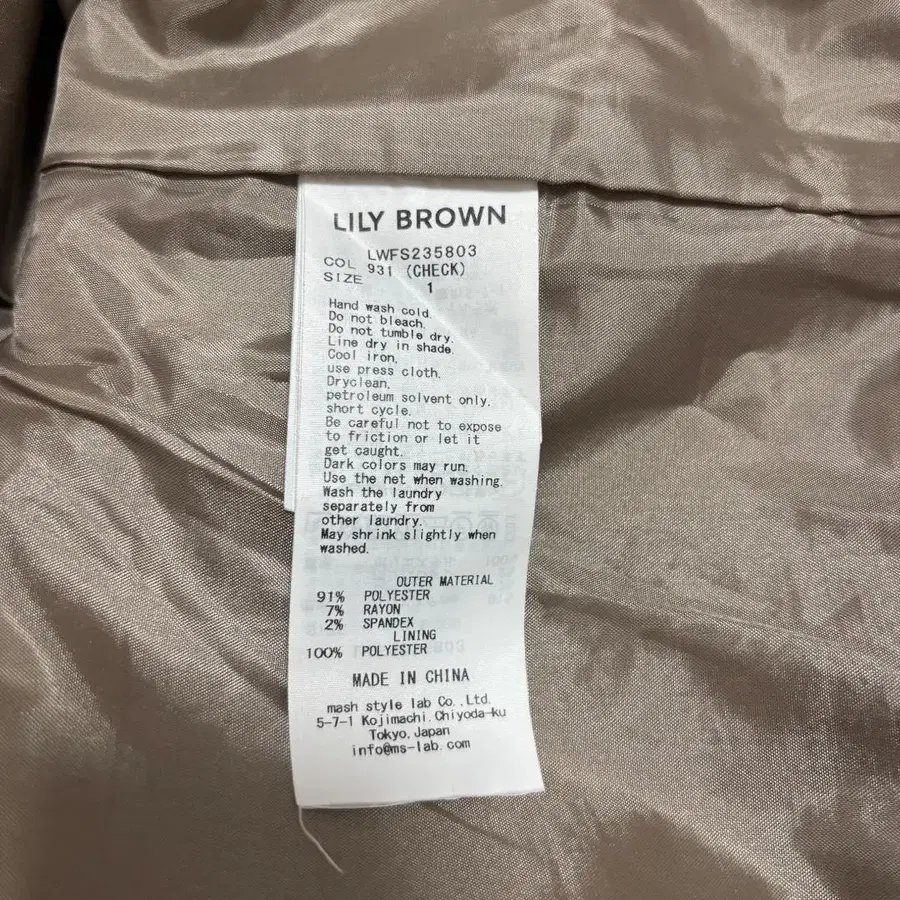 LILY BROWN
LWFS235803
COL 931 (CHECK)
SIZE 1
Hand wash cold.
Do not bleach.
Do not tumble dry.
Line dry in shade.
Cool iron,
use press cloth.
Dryclean,
petroleum solvent only.
short cycle.
Be careful not to expose
to friction or let it
get caught.
Dark colors may run.
Use the net when washing.
Wash the laundry
separately from
other laundry.
May shrink slightly when
washed.
OUTER MATERIAL
91% POLYESTER
7% RAYON
2% SPANDEX
LINING
100% POLYESTER
MADE IN CHINA
mash style lab Co.,Ltd.
5-7-1 Kojimachi,Chiyoda-ku
Tokyo,Japan
info@ms-lab.com